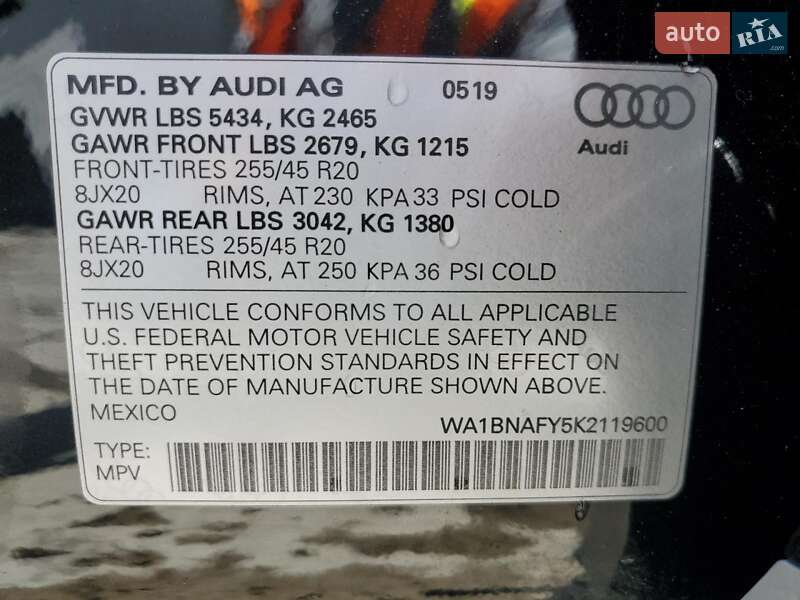 auto RIA .com
MFD. BY AUDI AG 0519
GVWR LBS 5434, KG 2465
GAWR FRONT LBS 2679, KG 1215
Audi
FRONT-TIRES 255/45 R20
8JX20 RIMS, AT 230 KPA 33 PSI COLD
GAWR REAR LBS 3042, KG 1380
REAR-TIRES 255/45 R20
8JX20 RIMS, AT 250 KPA 36 PSI COLD
THIS VEHICLE CONFORMS TO ALL APPLICABLE
U.S. FEDERAL MOTOR VEHICLE SAFETY AND
THEFT PREVENTION STANDARDS IN EFFECT ON
THE DATE OF MANUFACTURE SHOWN ABOVE.
MEXICO
WA1BNAFY5K2119600
TYPE:
MPV